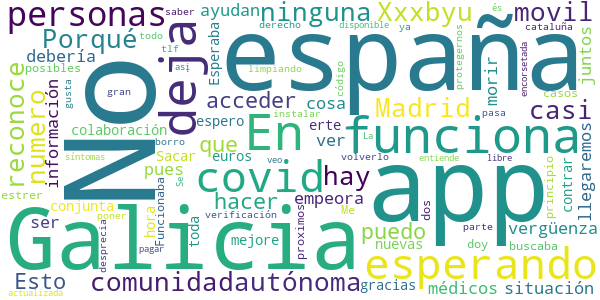 personas
ninguna
Xxxbyu
movil
ayudan
derecho
disponible
ya
és
cataluña
tlf
todo
saber
Porqué
debería
posibles
gusta
Esperaba
así
limpiando
código
protegernos
morir
juntos
casos
encorsetada
NO
deja
españa
reconoce
numero
información
colaboración
acceder
cosa
instalar
Madrid
casi
gran
espero
erte
ver
pasa
llegaremos
En
que
hay
La
funciona
app
síntomas
borro
Sacar
euros
veo
volverlo
entiende
libre
principio
contrar
pues
covid
empeora
estrer
conjunta
hora
Funcionaba
Se
hacer
verificación
Me
dos
proximos
nuevas
buscaba
vergüenza
ser
poner
toda
mejore
puedo
doy
parte
Galicia
esperando
Esto
comunidadautónoma
médicos
situación
actualizada
pagar
desprecia
gracias